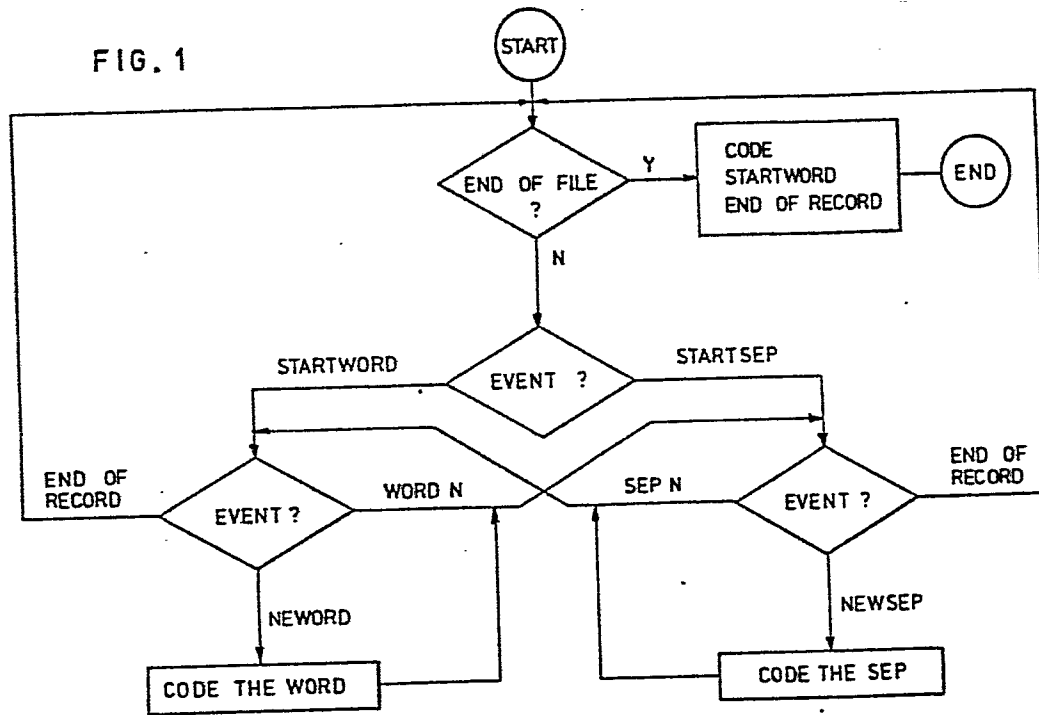 FIG. 1
START
END OF FILE
?
Y
CODE
STARTWORD
END OF RECORD
END
N
STARTWORD
EVENT ?
STARTSEP
END OF
RECORD
EVENT ?
WORD N
SEP N
EVENT ?
END OF
RECORD
NEWORD
NEWSEP
CODE THE WORD
CODE THE SEP